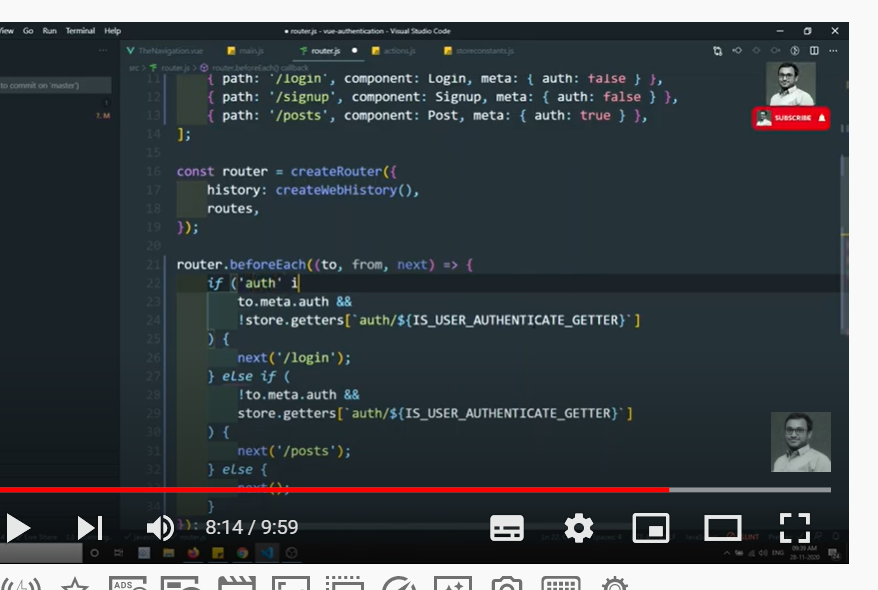 View Go Run Terminal Help
router.js - vue-authentication - Visual Studio Code
TheNavigation.vue main.js router.js actions.js storeconstants.js
src > router.js > router.beforeEach() callback
to commit on 'master')
11 { path: '/login', component: Login, meta: { auth: false } },
12 { path: '/signup', component: Signup, meta: { auth: false } },
13 { path: '/posts', component: Post, meta: { auth: true } },
SUBSCRIBE
14 ];
15
16 const router = createRouter({
17 history: createWebHistory(),
18 routes,
19 });
20
21 router.beforeEach((to, from, next) => {
22 if ('auth' i
23 to.meta.auth &&
24 !store.getters[`auth/${IS_USER_AUTHENTICATE_GETTER}`]
25 ) {
26 next('/login');
27 } else if (
28 !to.meta.auth &&
29 store.getters[`auth/${IS_USER_AUTHENTICATE_GETTER}`]
30 ) {
31 next('/posts');
32 } else {
next();
}
});
8:14 / 9:59
ENG
09:39 AM
28-11-2020
ADS